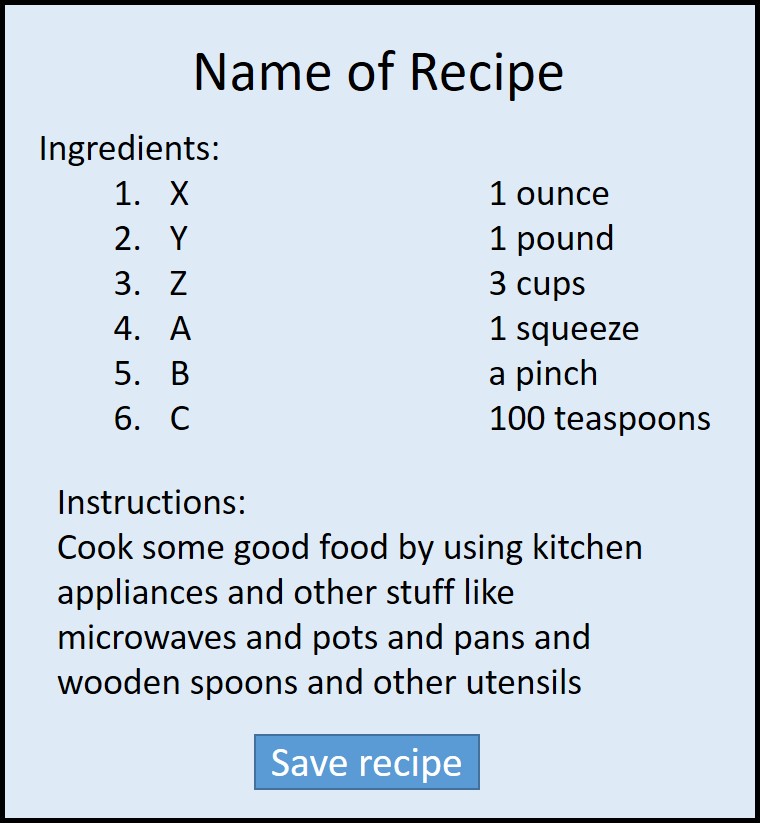 Name of Recipe
Ingredients:
1. X 1 ounce
2. Y 1 pound
3. Z 3 cups
4. A 1 squeeze
5. B a pinch
6. C 100 teaspoons
Instructions:
Cook some good food by using kitchen
appliances and other stuff like
microwaves and pots and pans and
wooden spoons and other utensils
Save recipe